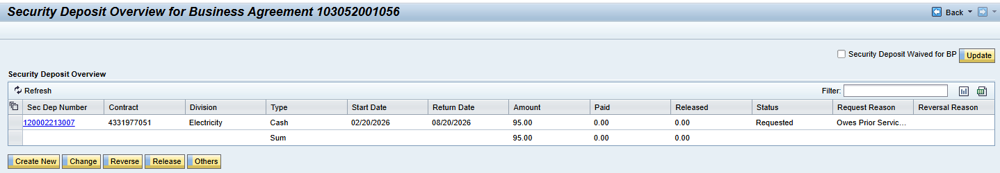 Security Deposit Overview for Business Agreement 103052001056
Back
Security Deposit Waived for BP Update
Security Deposit Overview
Refresh Filter:
Sec Dep Number Contract Division Type Start Date Return Date Amount Paid Released Status Request Reason Reversal Reason
120002213007 4331977051 Electricity Cash 02/20/2026 08/20/2026 95.00 0.00 0.00 Requested Owes Prior Servic...
Sum 95.00 0.00 0.00
Create New Change Reverse Release Others